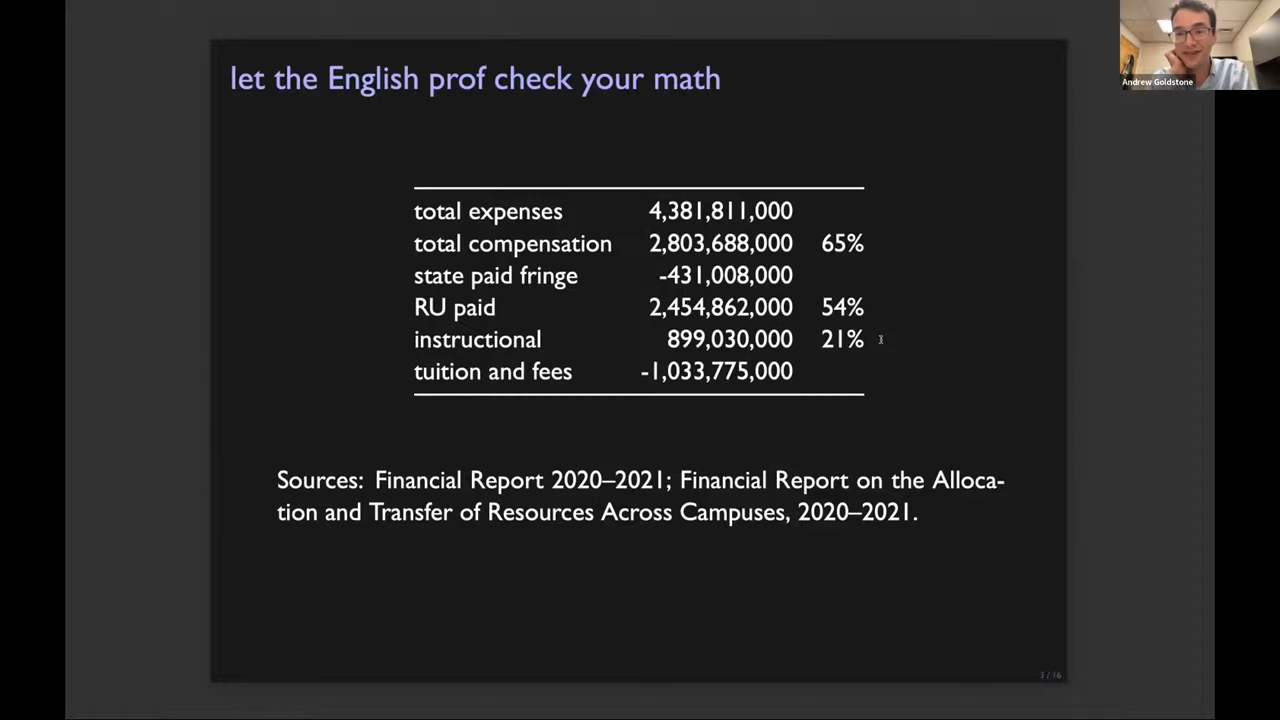 let the English prof check your math
Andrew Goldstone
total expenses 4,381,811,000
total compensation 2,803,688,000 65%
state paid fringe -431,008,000
RU paid 2,454,862,000 54%
instructional 899,030,000 21%
tuition and fees -1,033,775,000
Sources: Financial Report 2020–2021; Financial Report on the Alloca-
tion and Transfer of Resources Across Campuses, 2020–2021.
3 / 16